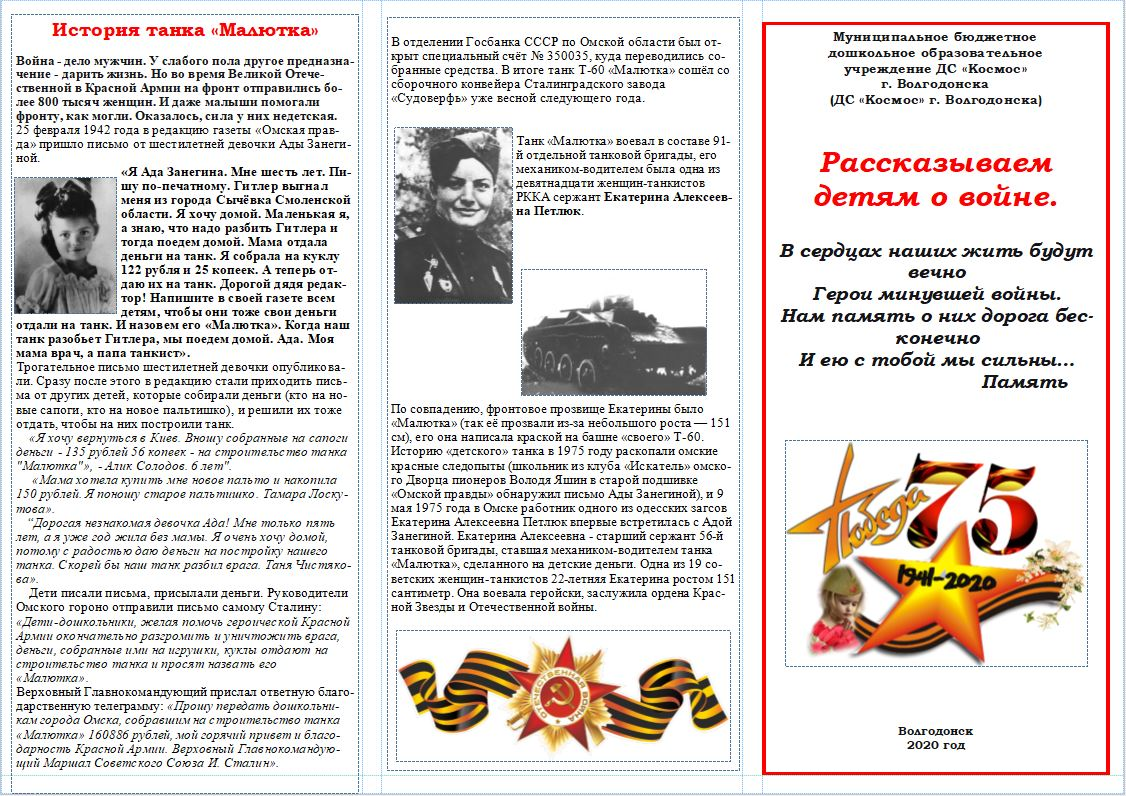 История танка «Малютка»
Война - дело мужчин. У слабого пола другое предназна-
чение - дарить жизнь. Но во время Великой Отече-
ственной в Красной Армии на фронт отправились бо-
лее 800 тысяч женщин. И даже малыши помогали
фронту, как могли. Оказалось, сила у них недетская.
25 февраля 1942 года в редакцию газеты «Омская прав-
да» пришло письмо от шестилетней девочки Ады Занеги-
ной.
«Я Ада Занегина. Мне шесть лет. Пи-
шу по-печатному. Гитлер выгнал
меня из города Сычёвка Смоленской
области. Я хочу домой. Маленькая я,
а знаю, что надо разбить Гитлера и
тогда поедем домой. Мама отдала
деньги на танк. Я собрала на куклу
122 рубля и 25 копеек. А теперь от-
даю их на танк. Дорогой дядя редак-
тор! Напишите в своей газете всем
детям, чтобы они тоже свои деньги
отдали на танк. И назовем его «Малютка». Когда наш
танк разобьет Гитлера, мы поедем домой. Ада. Моя
мама врач, а папа танкист».
Трогательное письмо шестилетней девочки опубликова-
ли. Сразу после этого в редакцию стали приходить пись-
ма от других детей, которые собирали деньги (кто на но-
вые сапоги, кто на новое пальтишко), и решили их тоже
отдать, чтобы на них построили танк.
«Я хочу вернуться в Киев. Вношу собранные на сапоги
деньги - 135 рублей 56 копеек - на строительство танка
"Малютка"», - Алик Солодов. 6 лет".
«Мама хотела купить мне новое пальто и накопила
150 рублей. Я поношу старов пальтишко. Тамара Лоску-
това».
“Дорогая незнакомая девочка Ада! Мне только пять
лет, а я уже год жила без мамы. Я очень хочу домой,
потому с радостью даю деньги на постройку нашего
танка. Скорей бы наш танк разбил врага. Таня Чистяко-
ва».
Дети писали письма, присылали деньги. Руководители
Омского гороно отправили письмо самому Сталину:
«Дети-дошкольники, желая помочь героической Красной
Армии окончательно разгромить и уничтожить врага,
деньги, собранные ими на игрушки, куклы отдают на
строительство танка и просят назвать его
«Малютка».
Верховный Главнокомандующий прислал ответную благо-
дарственную телеграмму: «Прошу передать дошкольни-
кам города Омска, собравшим на строительство танка
«Малютка» 160886 рублей, мой горячий привет и благо-
дарность Красной Армии. Верховный Главнокомандую-
щий Маршал Советского Союза И. Сталин».
В отделении Госбанка СССР по Омской области был от-
крыт специальный счёт № 350035, куда переводились со-
бранные средства. В итоге танк Т-60 «Малютка» сошёл со
сборочного конвейера Сталинградского завода
«Судоверфь» уже весной следующего года.
Танк «Малютка» воевал в составе 91-
й отдельной танковой бригады, его
механиком-водителем была одна из
девятнадцати женщин-танкистов
РККА сержант Екатерина Алексеев-
на Петлюк.
По совпадению, фронтовое прозвище Екатерины было
«Малютка» (так её прозвали из-за небольшого роста — 151
см), его она написала краской на башне «своего» Т-60.
Историю «детского» танка в 1975 году раскопали омские
красные следопыты (школьник из клуба «Искатель» омско-
го Дворца пионеров Володя Яшин в старой подшивке
«Омской правды» обнаружил письмо Ады Занегиной), и 9
мая 1975 года в Омске работник одного из одесских загсов
Екатерина Алексеевна Петлюк впервые встретилась с Адой
Занегиной. Екатерина Алексеевна - старший сержант 56-й
танковой бригады, ставшая механиком-водителем танка
«Малютка», сделанного на детские деньги. Одна из 19 со-
ветских женщин-танкистов 22-летняя Екатерина ростом 151
сантиметр. Она воевала геройски, заслужила ордена Крас-
ной Звезды и Отечественной войны.
ОТЕЧЕСТВЕННАЯ ВОЙНА
Муниципальное бюджетное
дошкольное образовательное
учреждение ДС «Космос»
г. Волгодонска
(ДС «Космос» г. Волгодонска)
Рассказываем
детям о войне.
В сердцах наших жить будут
вечно
Герои минувшей войны.
Нам память о них дорога бес-
конечно
И ею с тобой мы сильны...
Память
Победа 75
1941-2020
Волгодонск
2020 год